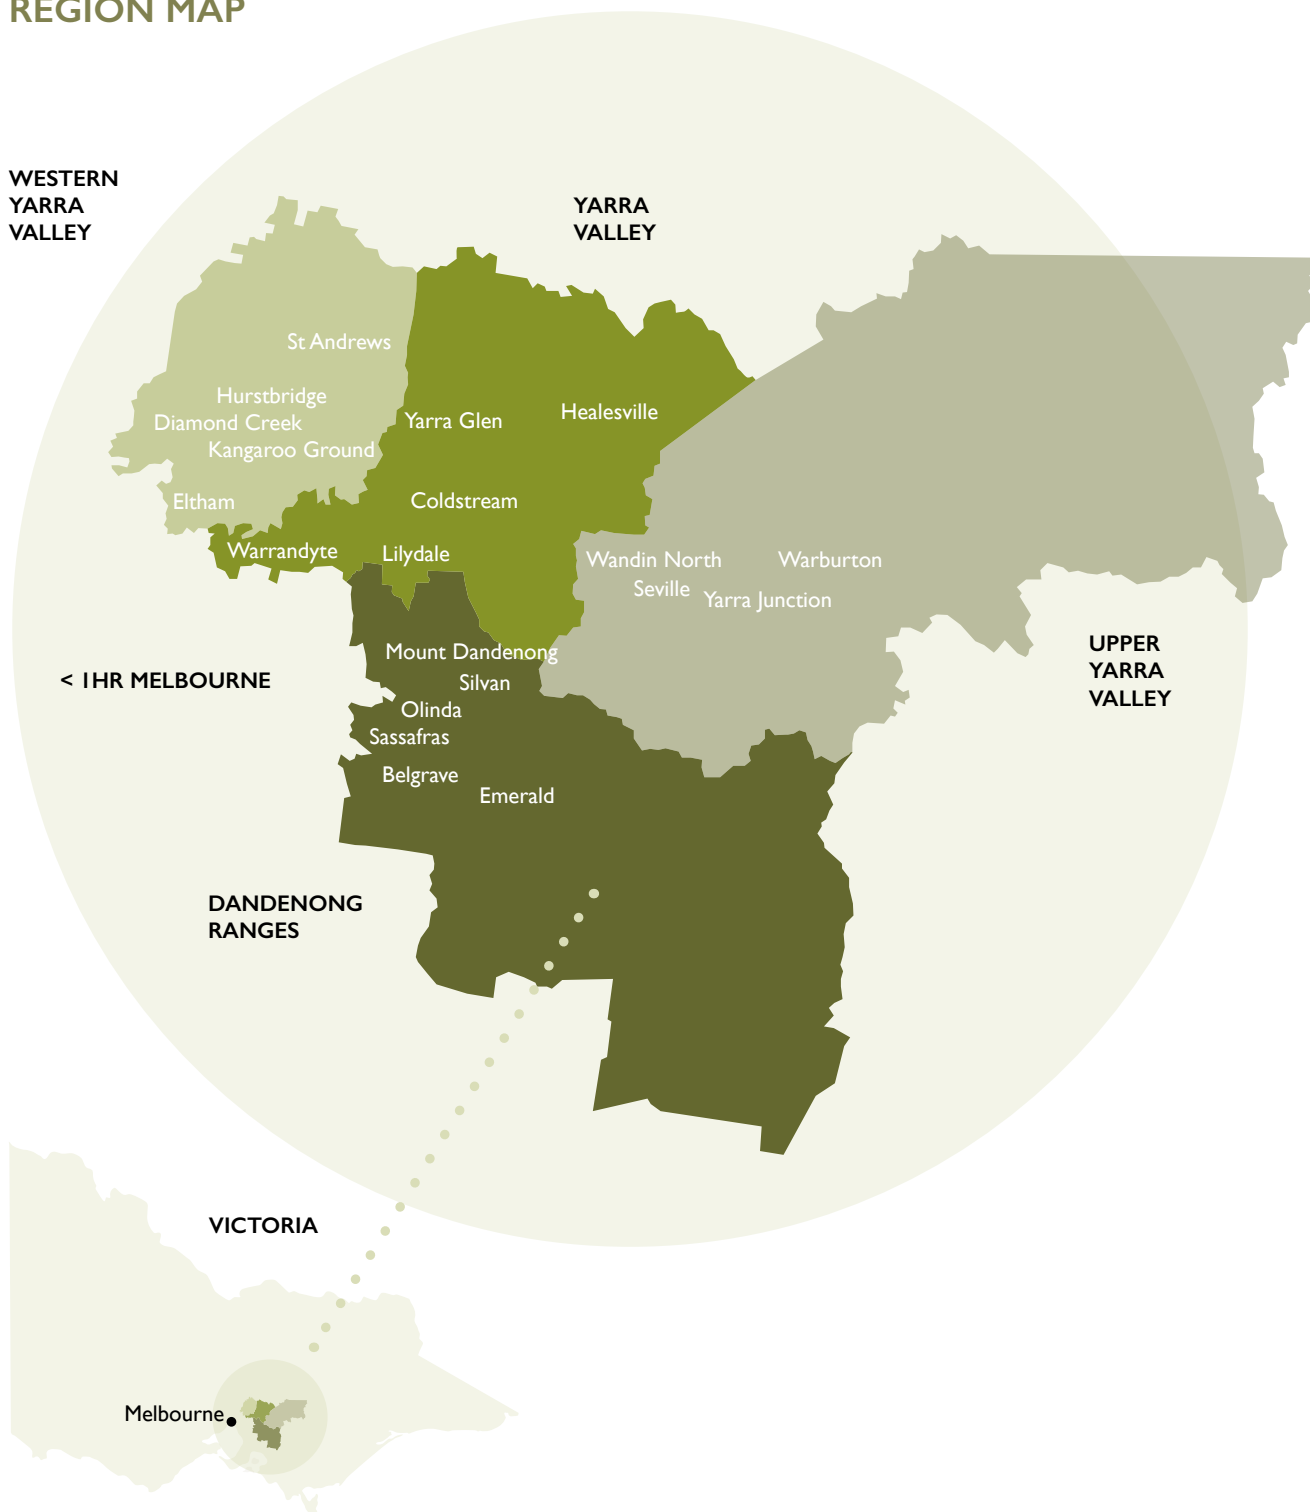 REGION MAP
WESTERN
YARRA
VALLEY
YARRA
VALLEY
St Andrews
Hurstbridge
Diamond Creek
Kangaroo Ground
Eltham
Yarra Glen
Healesville
Coldstream
Warrandyte
Lilydale
Wandin North
Warburton
Seville
Yarra Junction
UPPER
YARRA
VALLEY
< 1HR MELBOURNE
Mount Dandenong
Silvan
Olinda
Sassafras
Belgrave
Emerald
DANDENONG
RANGES
VICTORIA
Melbourne